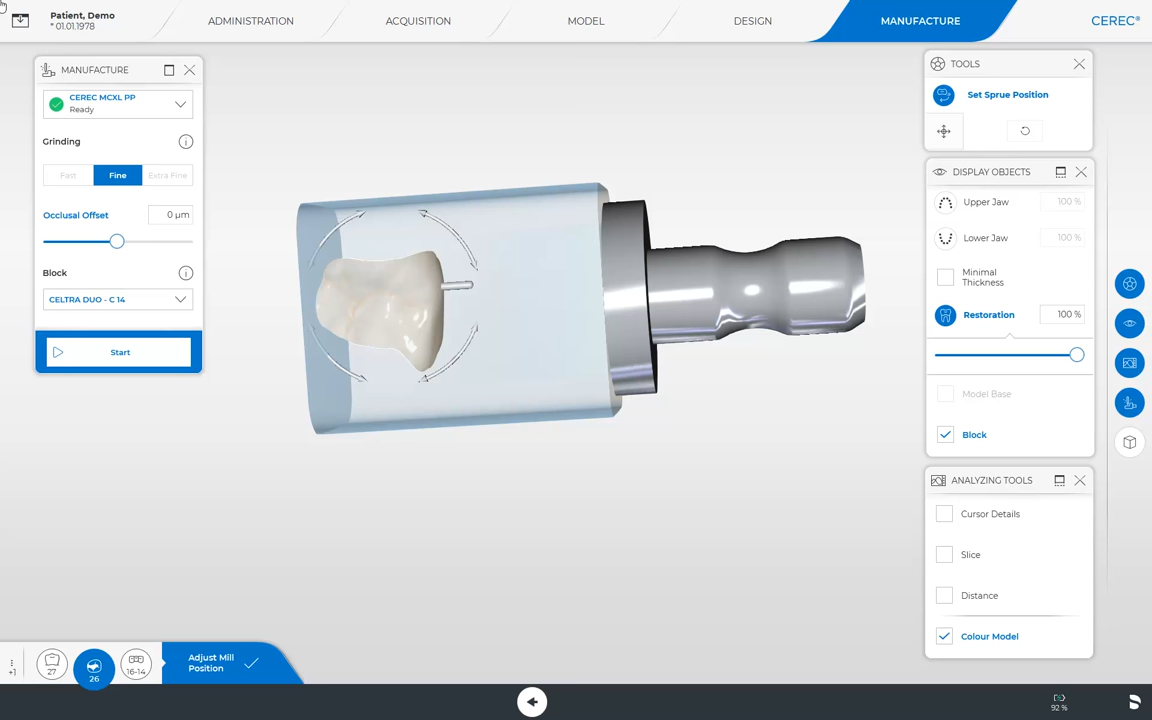 Patient, Demo
* 01.01.1978
ADMINISTRATION
ACQUISITION
MODEL
DESIGN
MANUFACTURE
CEREC®
MANUFACTURE
CEREC MCXL PP
Ready
Grinding
Fast
Fine
Extra Fine
Occlusal Offset
0 µm
Block
CELTRA DUO - C 14
Start
TOOLS
Set Sprue Position
DISPLAY OBJECTS
Upper Jaw
100 %
Lower Jaw
100 %
Minimal
Thickness
Restoration
100 %
Model Base
Block
ANALYZING TOOLS
Cursor Details
Slice
Distance
Colour Model
+1
27
26
16-14
Adjust Mill
Position
92 %